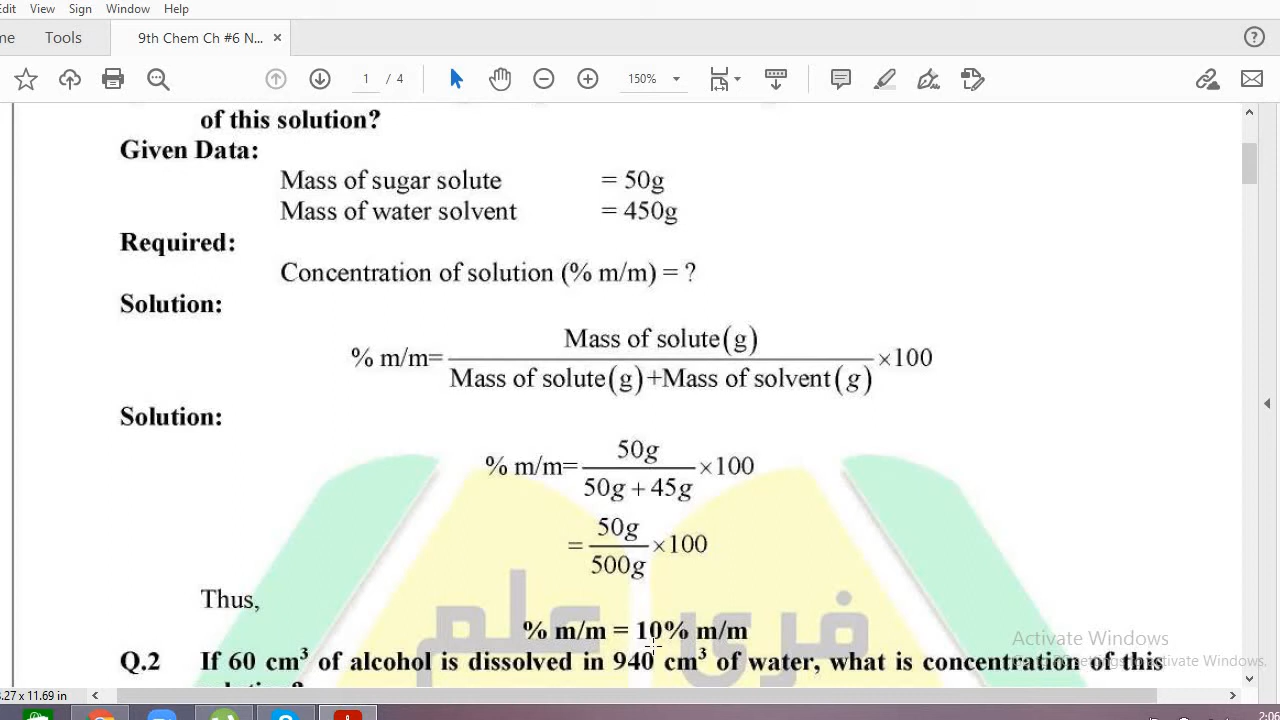 Edit View Sign Window Help
me Tools 9th Chem Ch #6 N... ×
1 / 4 150%
of this solution?
Given Data:
Mass of sugar solute = 50g
Mass of water solvent = 450g
Required:
Concentration of solution (% m/m) = ?
Solution:
% m/m= Mass of solute(g) / Mass of solute(g)+Mass of solvent(g) ×100
Solution:
% m/m= 50g / 50g + 45g ×100
= 50g / 500g ×100
Thus,
علم فری
% m/m = 10% m/m
Activate Windows
Q.2 If 60 cm³ of alcohol is dissolved in 940 cm³ of water, what is concentration of this
8.27 x 11.69 in